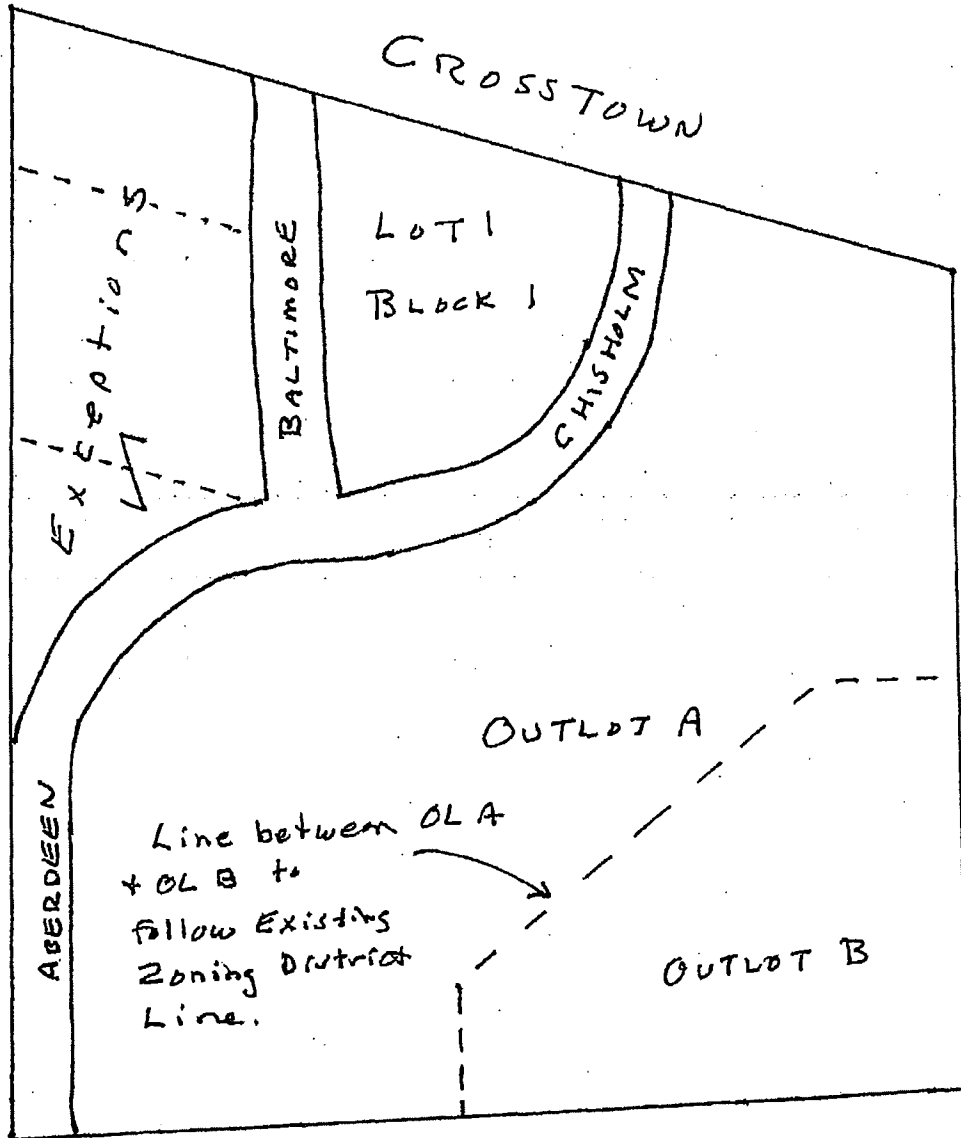 CROSSTOWN
Exceptions
BALTIMORE
LOT 1
BLOCK 1
CHISHOLM
OUTLOT A
Line between OL A
+ OL B to
follow Existing
Zoning District
Line.
ABERDEEN
OUTLOT B